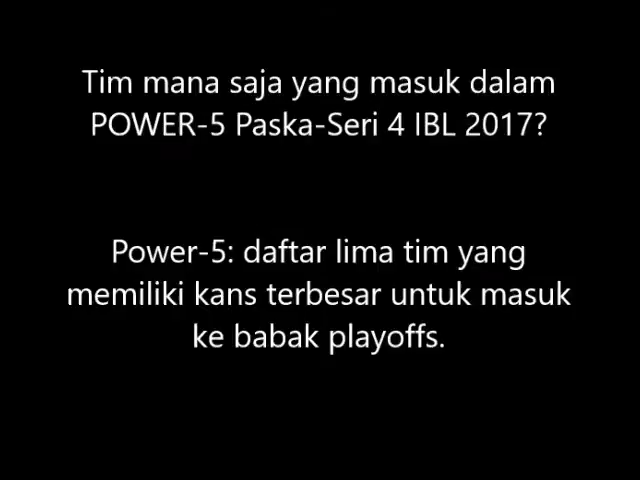 Tim mana saja yang masuk dalam
POWER-5 Paska-Seri 4 IBL 2017?
Power-5: daftar lima tim yang
memiliki kans terbesar untuk masuk
ke babak playoffs.